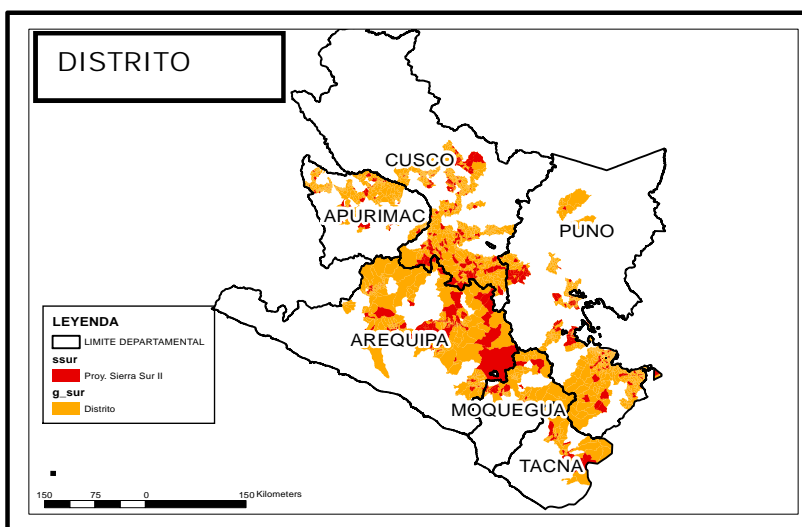 DISTRITO
CUSCO
APURIMAC
PUNO
LEYENDA
LIMITE DEPARTAMENTAL
ssur
Proy. Sierra Sur II
g_sur
Distrito
AREQUIPA
MOQUEGUA
TACNA
150 75 0 150 Kilometers